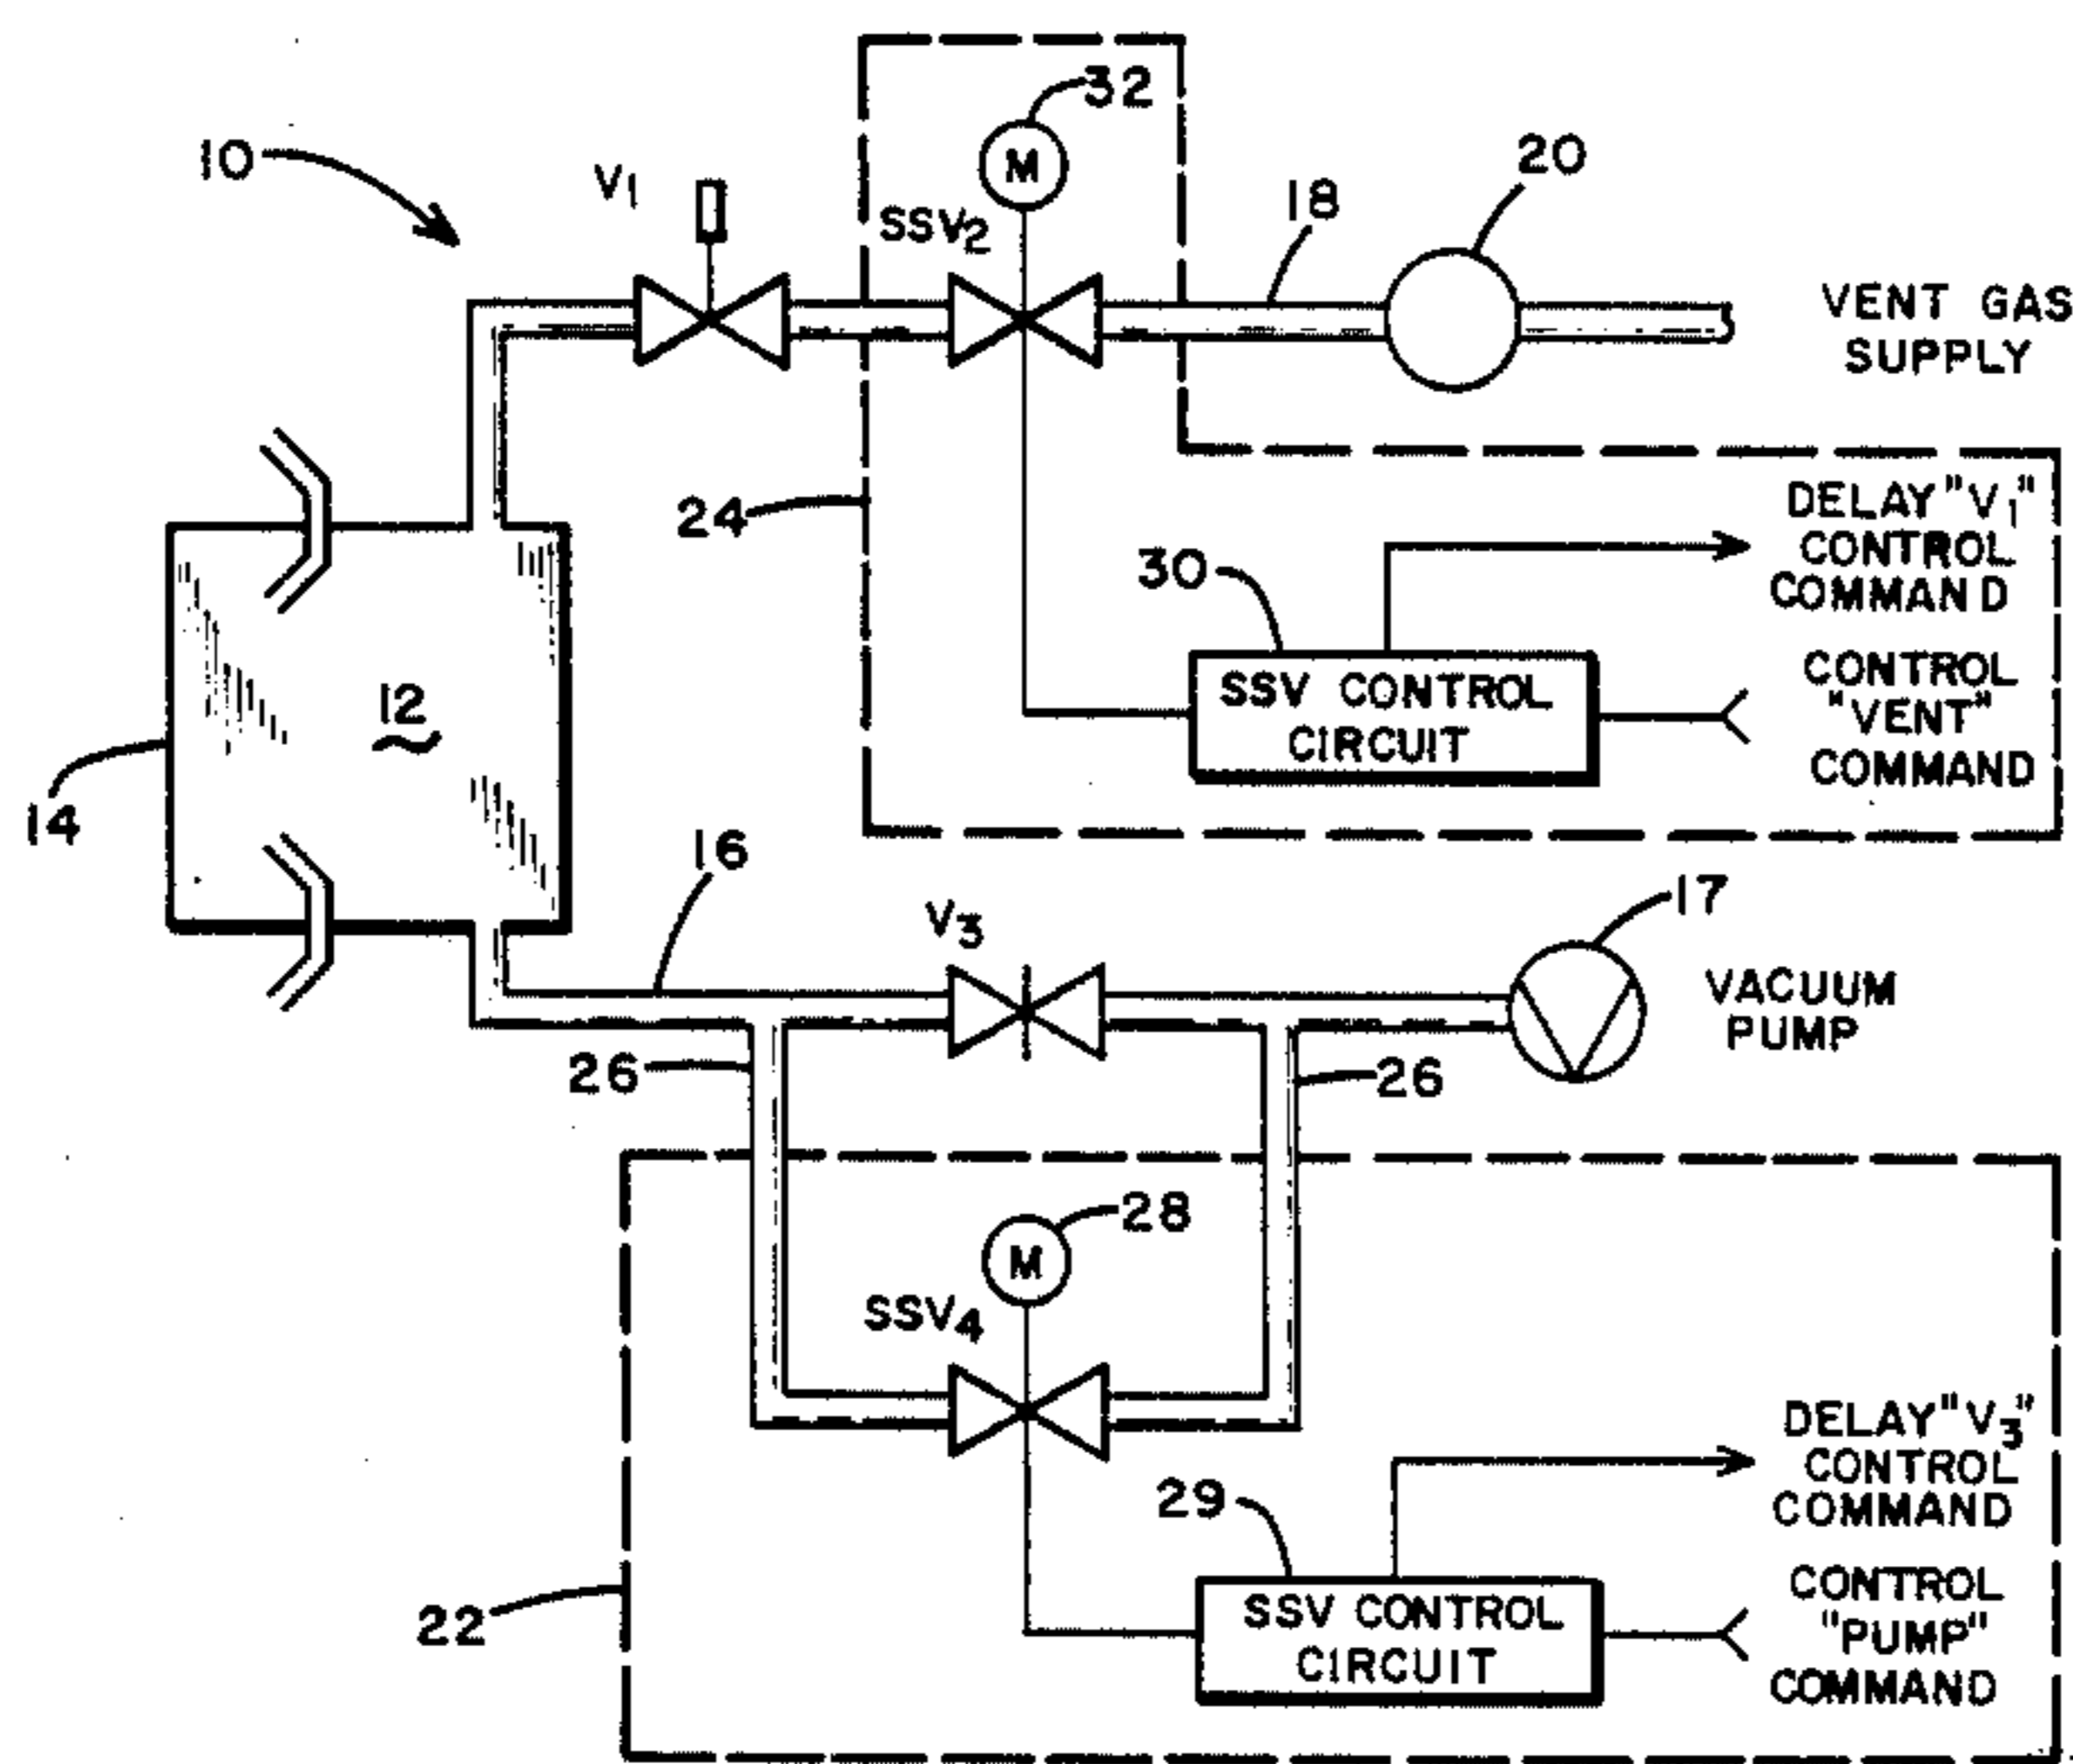 32
10
V1
SSV2
18
20
VENT GAS
SUPPLY
24
DELAY "V1"
CONTROL
COMMAND
30
M
SSV CONTROL
CIRCUIT
CONTROL
"VENT"
COMMAND
12
14
16
V3
17
VACUUM
PUMP
26
26
28
M
SSV4
DELAY "V3"
CONTROL
COMMAND
29
SSV CONTROL
CIRCUIT
CONTROL
"PUMP"
COMMAND
22